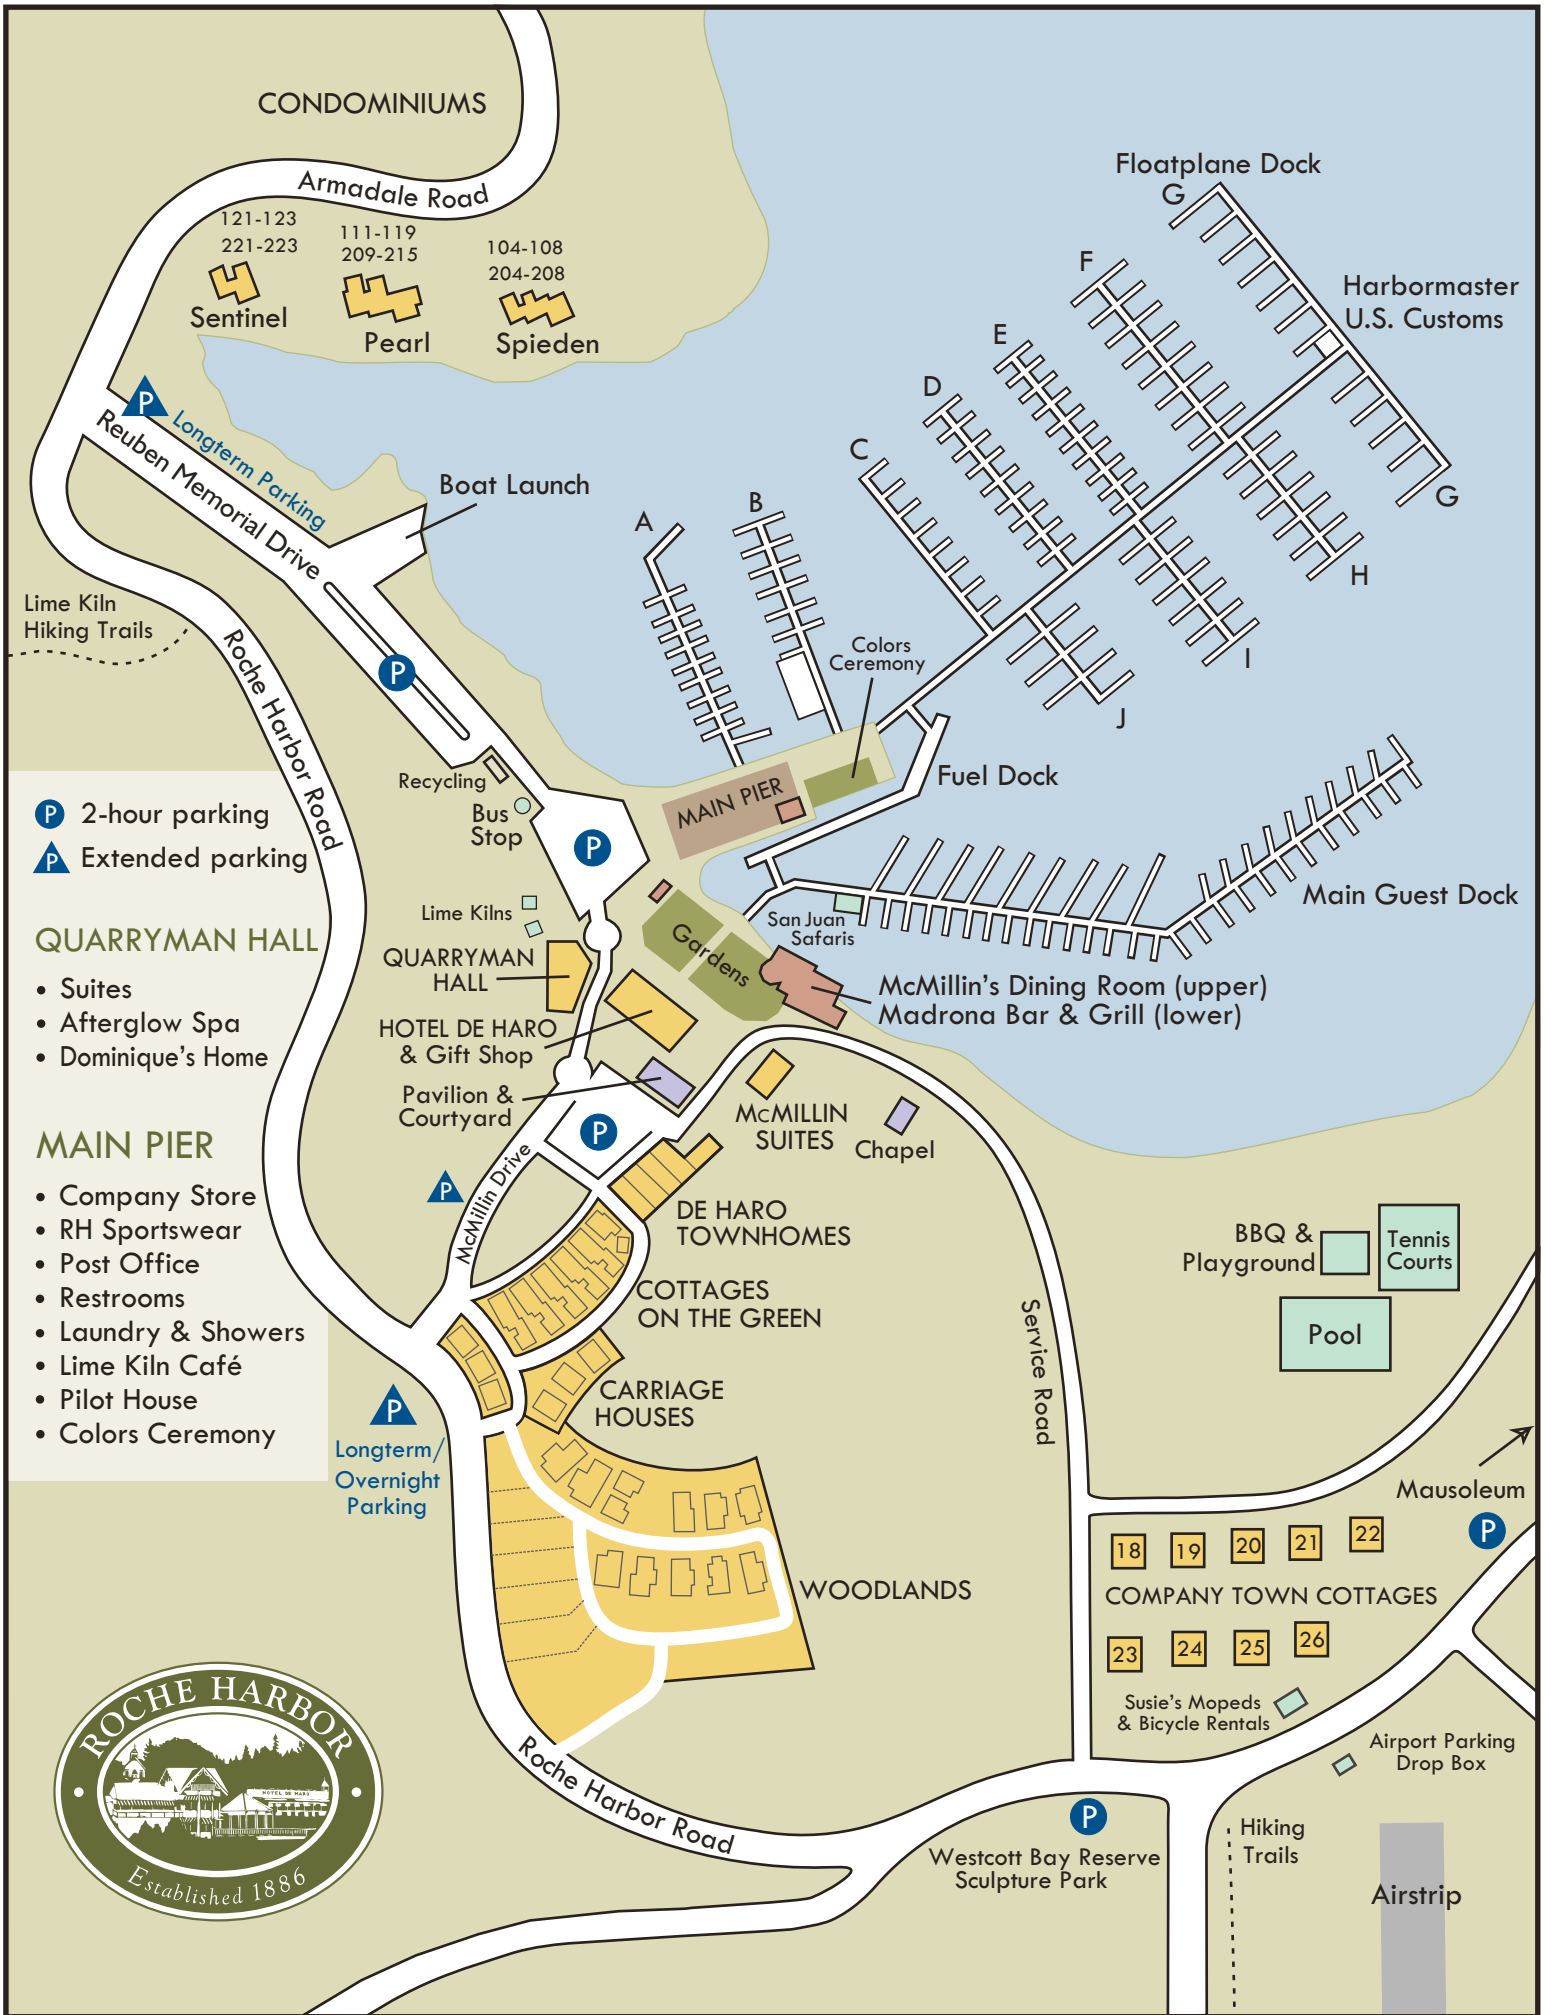 CONDOMINIUMS
Armadale Road
121-123
221-223
Sentinel
111-119
209-215
Pearl
104-108
204-208
Spieden
Floatplane Dock
G
F
Harbormaster
U.S. Customs
E
D
C
B
A
G
H
I
J
P
Longterm Parking
Reuben Memorial Drive
Boat Launch
Lime Kiln
Hiking Trails
Roche Harbor Road
P
Colors
Ceremony
Recycling
Bus
Stop
P
MAIN PIER
Fuel Dock
Main Guest Dock
San Juan
Safaris
Lime Kilns
Gardens
QUARRYMAN
HALL
McMillin's Dining Room (upper)
Madrona Bar & Grill (lower)
HOTEL DE HARO
& Gift Shop
Pavilion &
Courtyard
P
McMILLIN
SUITES
Chapel
P
McMillin Drive
DE HARO
TOWNHOMES
COTTAGES
ON THE GREEN
CARRIAGE
HOUSES
P
Longterm/
Overnight
Parking
WOODLANDS
Service Road
BBQ &
Playground
Tennis
Courts
Pool
Mausoleum
P
18
19
20
21
22
COMPANY TOWN COTTAGES
23
24
25
26
Susie's Mopeds
& Bicycle Rentals
Airport Parking
Drop Box
Roche Harbor Road
P
Westcott Bay Reserve
Sculpture Park
Hiking
Trails
Airstrip
P 2-hour parking
P Extended parking
QUARRYMAN HALL
• Suites
• Afterglow Spa
• Dominique's Home
MAIN PIER
• Company Store
• RH Sportswear
• Post Office
• Restrooms
• Laundry & Showers
• Lime Kiln Café
• Pilot House
• Colors Ceremony
ROCHE HARBOR
HOTEL DE HARO
Established 1886